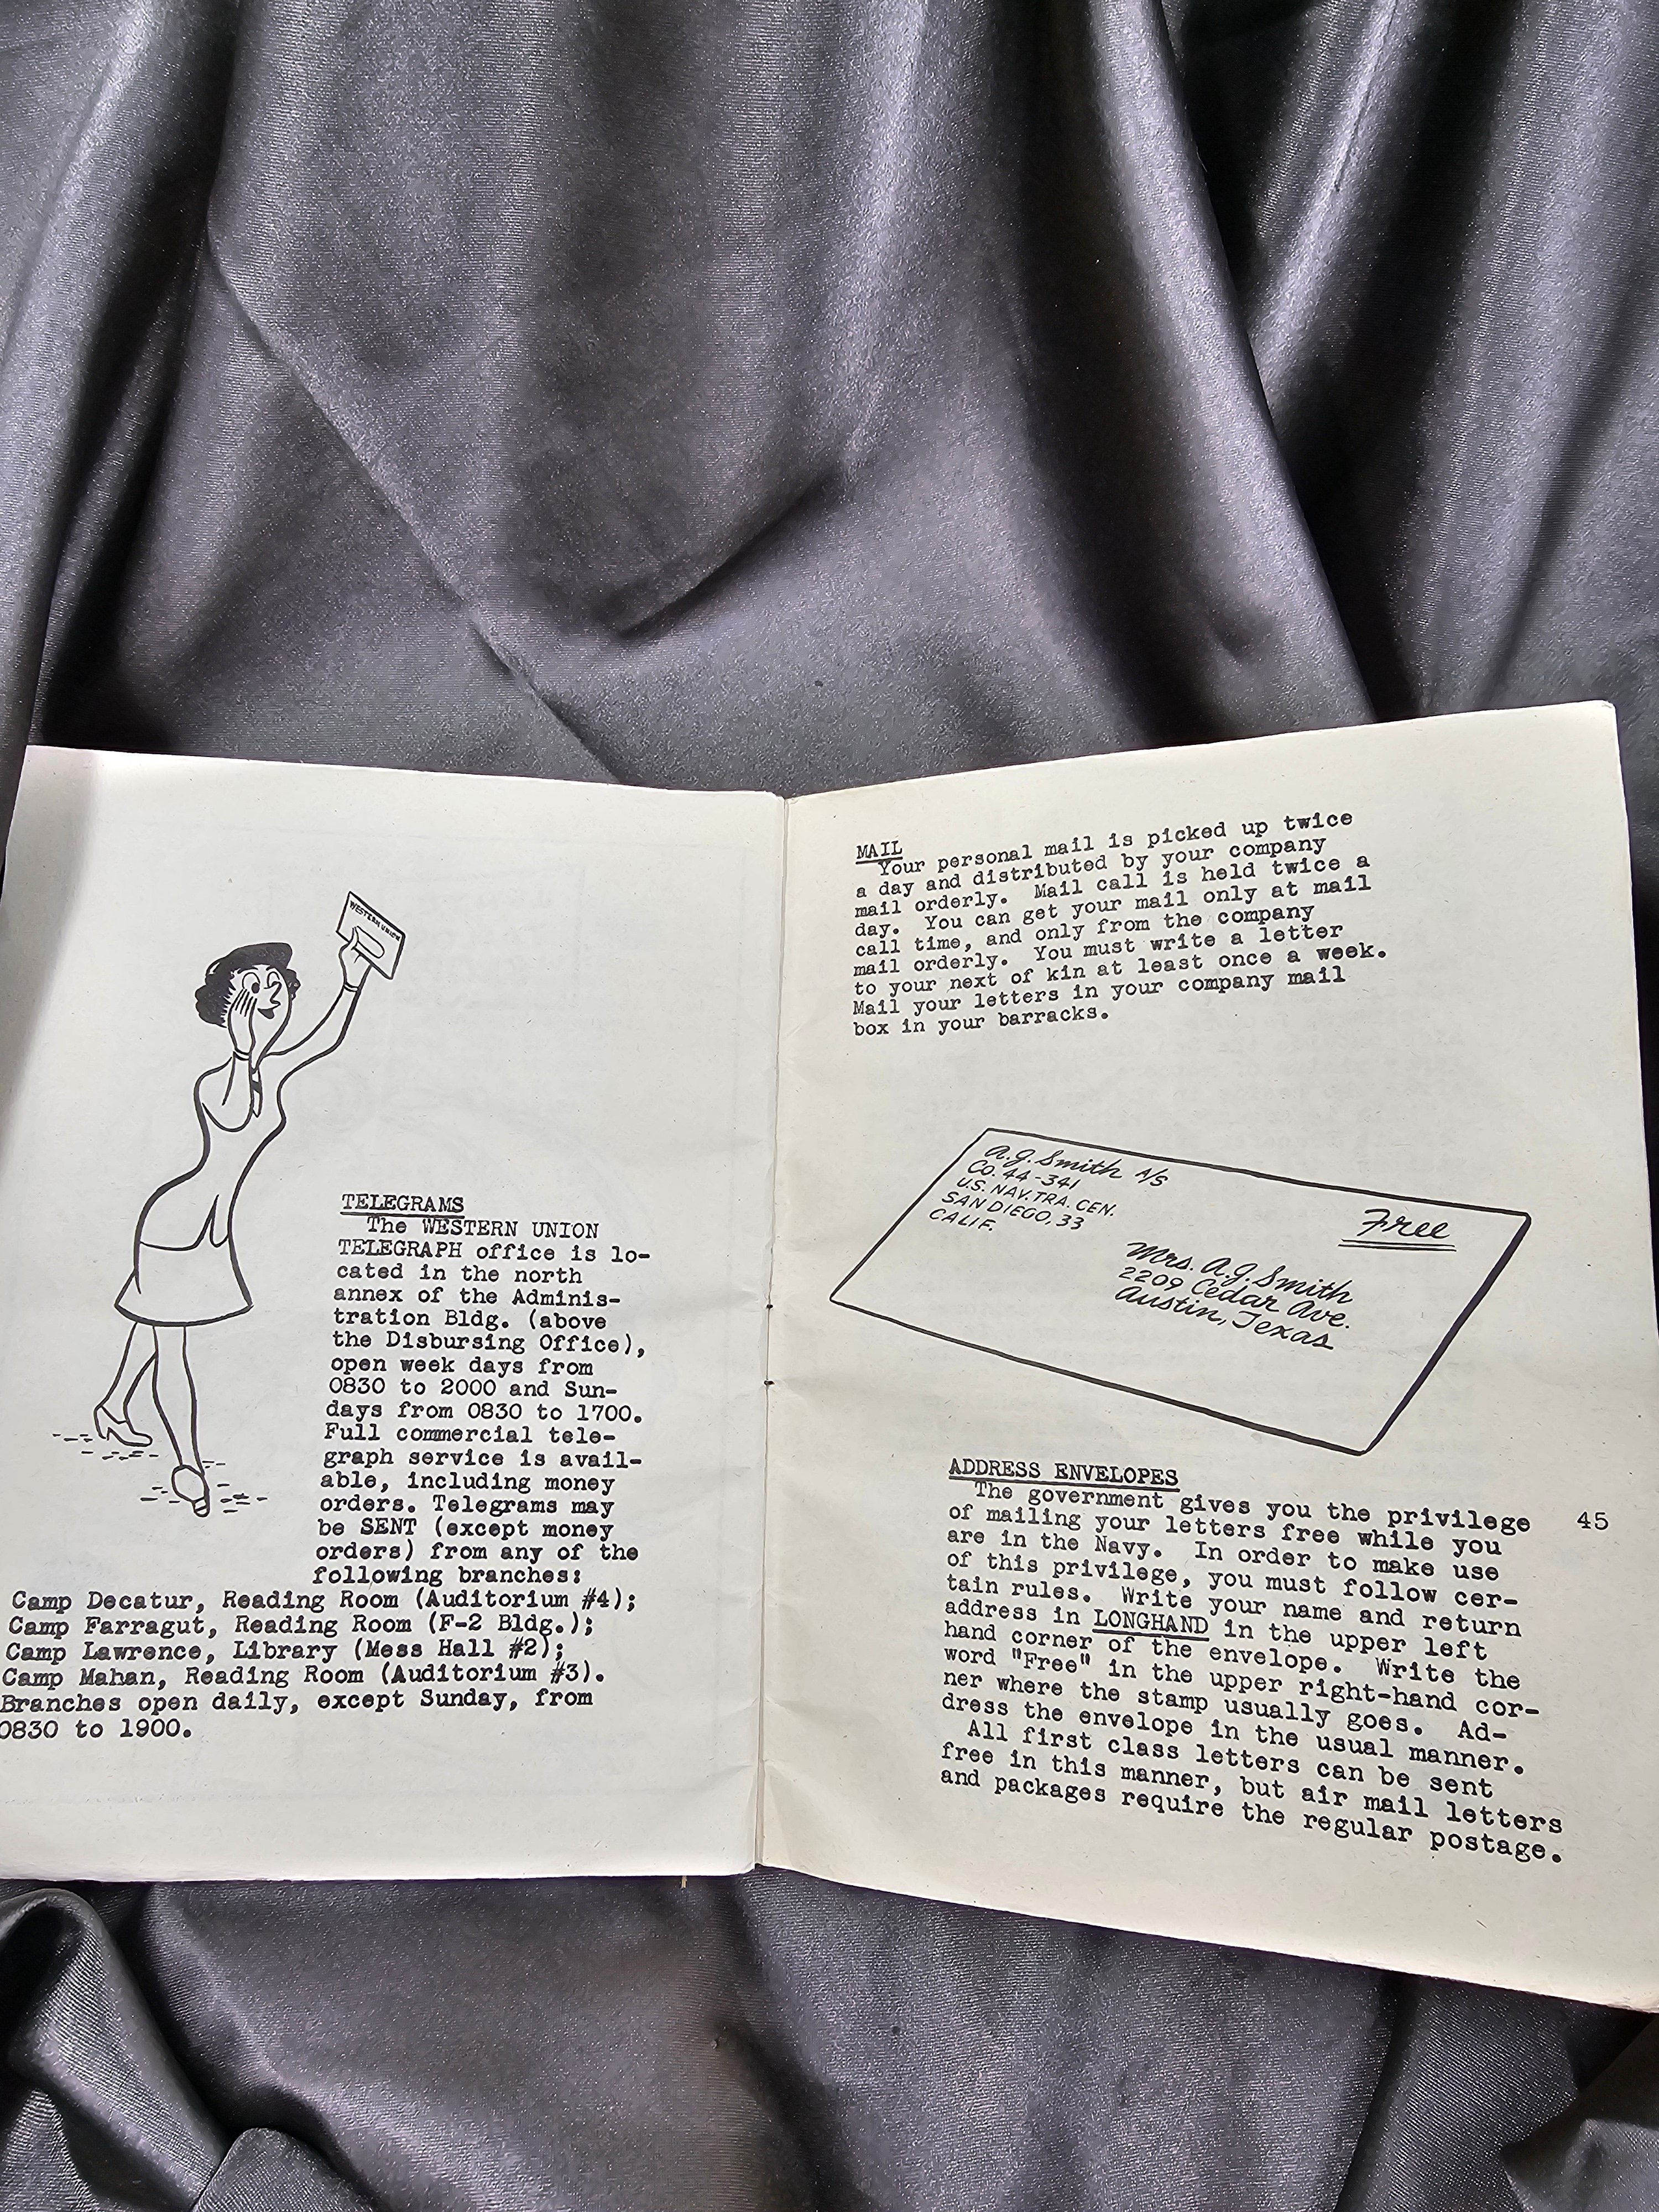 WESTERN UNION
TELEGRAMS
The WESTERN UNION
TELEGRAPH office is lo-
cated in the north
annex of the Adminis-
tration Bldg. (above
the Disbursing Office),
open week days from
0830 to 2000 and Sun-
days from 0830 to 1700.
Full commercial tele-
graph service is avail-
able, including money
orders. Telegrams may
be SENT (except money
orders) from any of the
following branches:
Camp Decatur, Reading Room (Auditorium #4);
Camp Farragut, Reading Room (F-2 Bldg.);
Camp Lawrence, Library (Mess Hall #2);
Camp Mahan, Reading Room (Auditorium #3).
Branches open daily, except Sunday, from
0830 to 1900.
MAIL
Your personal mail is picked up twice
a day and distributed by your company
mail orderly. Mail call is held twice a
day. You can get your mail only at mail
call time, and only from the company
mail orderly. You must write a letter
to your next of kin at least once a week.
Mail your letters in your company mail
box in your barracks.
A.G. Smith A/S
CO. 44-341
U.S. NAV. TRA. CEN.
SAN DIEGO, 33
CALIF.
Free
Mrs. A.G. Smith
2209 Cedar Ave.
Austin, Texas
ADDRESS ENVELOPES
The government gives you the privilege
of mailing your letters free while you
are in the Navy. In order to make use
of this privilege, you must follow cer-
tain rules. Write your name and return
address in LONGHAND in the upper left
hand corner of the envelope. Write the
word "Free" in the upper right-hand cor-
ner where the stamp usually goes. Ad-
dress the envelope in the usual manner.
All first class letters can be sent
free in this manner, but air mail letters
and packages require the regular postage.
45